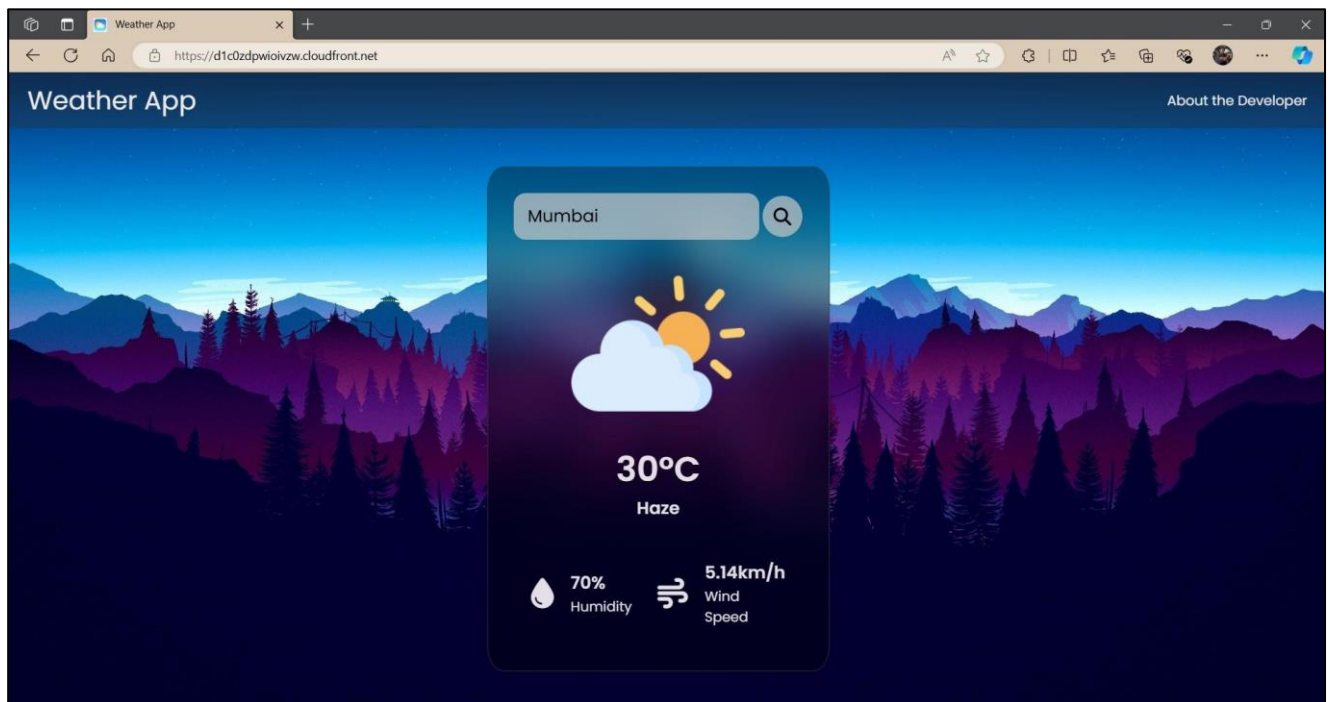 Weather App
https://d1c0zdpwioivzw.cloudfront.net
Weather App
About the Developer
Mumbai
30°C
Haze
70%
Humidity
5.14km/h
Wind
Speed